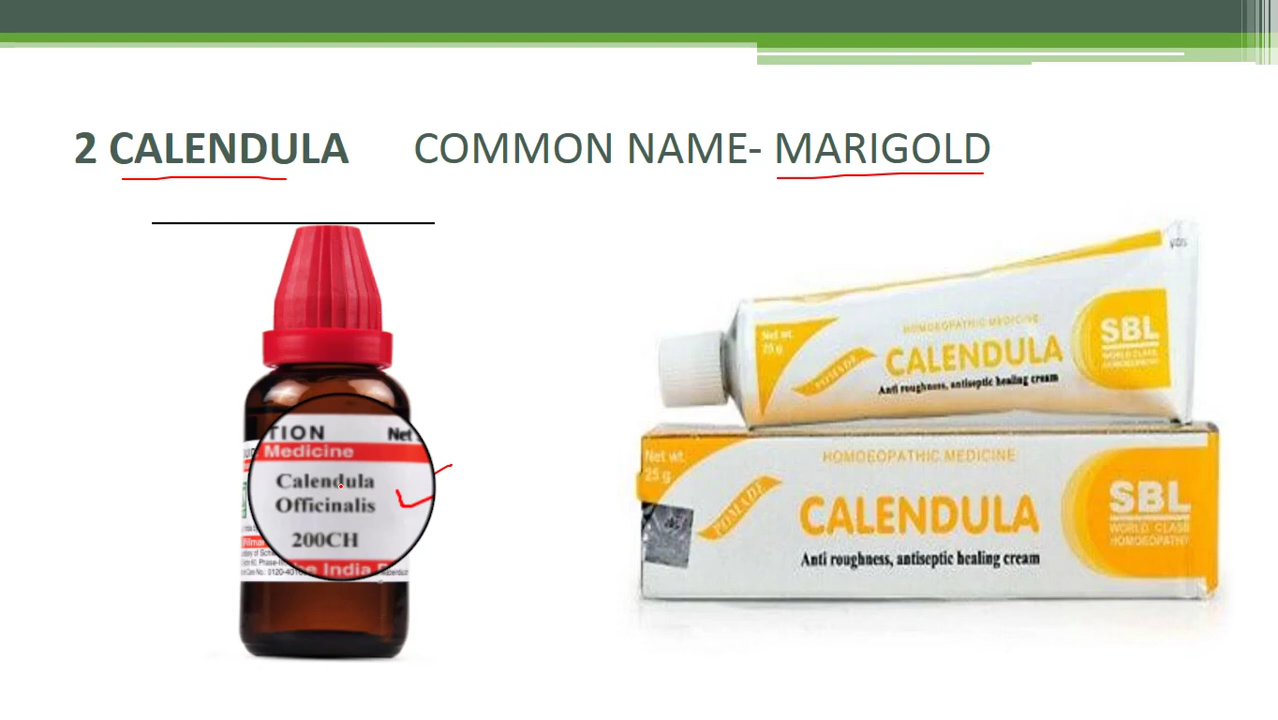 2 CALENDULA COMMON NAME- MARIGOLD
TION Net
Medicine
Calendula
Officinalis
200CH
India
Net wt.
25 g
HOMOEOPATHIC MEDICINE
POMADE
CALENDULA
Anti roughness, antiseptic healing cream
SBL
WORLD CLASS
HOMOEOPATHY
Net wt.
25 g
HOMOEOPATHIC MEDICINE
POMADE
CALENDULA
Anti roughness, antiseptic healing cream
SBL
WORLD CLASS
HOMOEOPATHY